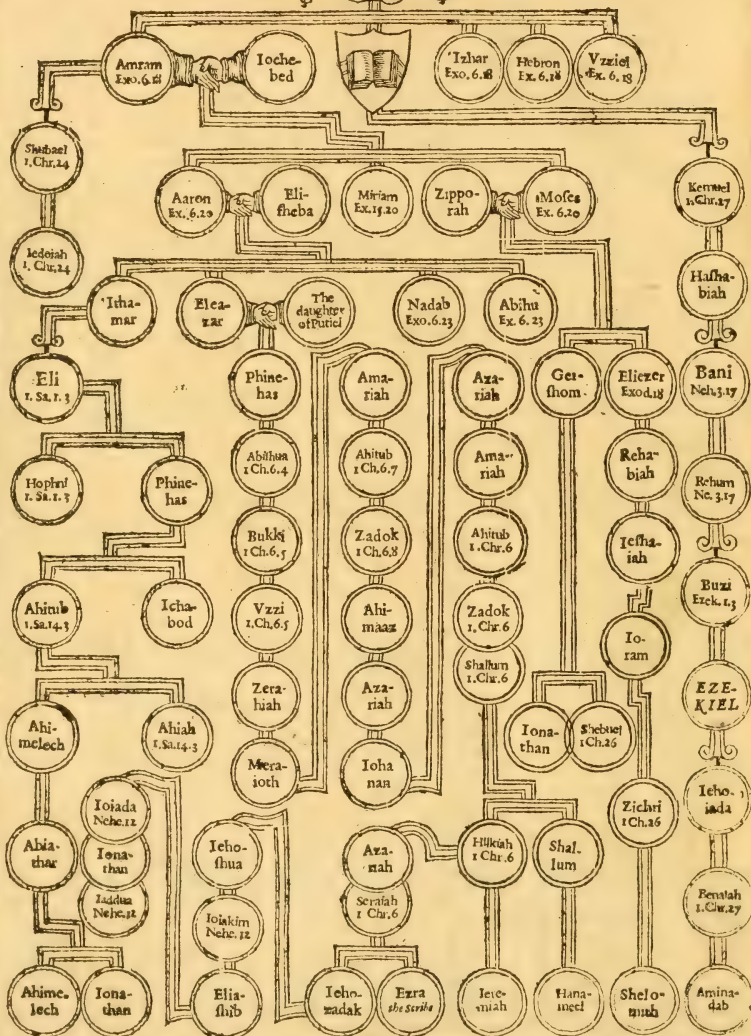 Amram
Exo. 6. 18
Ioche-
bed
Izhar
Exo. 6. 18
Hebron
Ex. 6. 18
Vzziel
Ex. 6. 18
Shubael
1. Chr. 24
Iedeiah
1. Chr. 24
Aaron
Ex. 6. 20
Eli-
ſheba
Miriam
Ex. 15. 20
Zippo-
rah
Moſes
Ex. 6. 20
Kemuel
1. Chr. 27
Haſha-
biah
Itha-
mar
Elea-
zar
The
daughter
of Putiel
Nadab
Exo. 6. 23
Abihu
Ex. 6. 23
Eli
1. Sa. 1. 3
Phine-
has
Ama-
riah
Aza-
riah
Ger-
ſhom
Eliezer
Exod. 18
Bani
Neh. 3. 17
Hophni
1. Sa. 1. 3
Phine-
has
Abiſhua
1 Ch. 6. 4
Ahitub
1 Ch. 6. 7
Ama-
riah
Reha-
biah
Rehum
Ne. 3. 17
Bukki
1 Ch. 6. 5
Zadok
1 Ch. 6. 8
Ahitub
1. Chr. 6
Ieſha-
iah
Ahitub
1. Sa. 14. 3
Icha-
bod
Vzzi
1. Ch. 6. 5
Ahi-
maaz
Zadok
1. Chr. 6
Shallum
1. Chr. 6
Io-
ram
Buzi
Ezek. 1. 3
Ahi-
melech
Ahiah
1. Sa. 14. 3
Zera-
hiah
Aza-
riah
Iona-
than
Shebuel
1 Ch. 26
EZE-
KIEL
Mera-
ioth
Ioha
nan
Ioiada
Nehe. 12
Zichri
1 Ch. 26
Ieho-
iada
Abia-
thar
Iona-
than
Iaddua
Nehe. 12
Ieho-
ſhua
Aza-
riah
Hilkiah
1 Chr. 6
Shal-
lum
Ioiakim
Nehe. 12
Seraiah
1 Chr. 6
Benaiah
1. Chr. 27
Ahime-
lech
Iona-
than
Elia-
ſhib
Ieho-
zadak
Ezra
the Scribe
Iere-
miah
Hana-
meel
Shelo-
mith
Amina-
dab